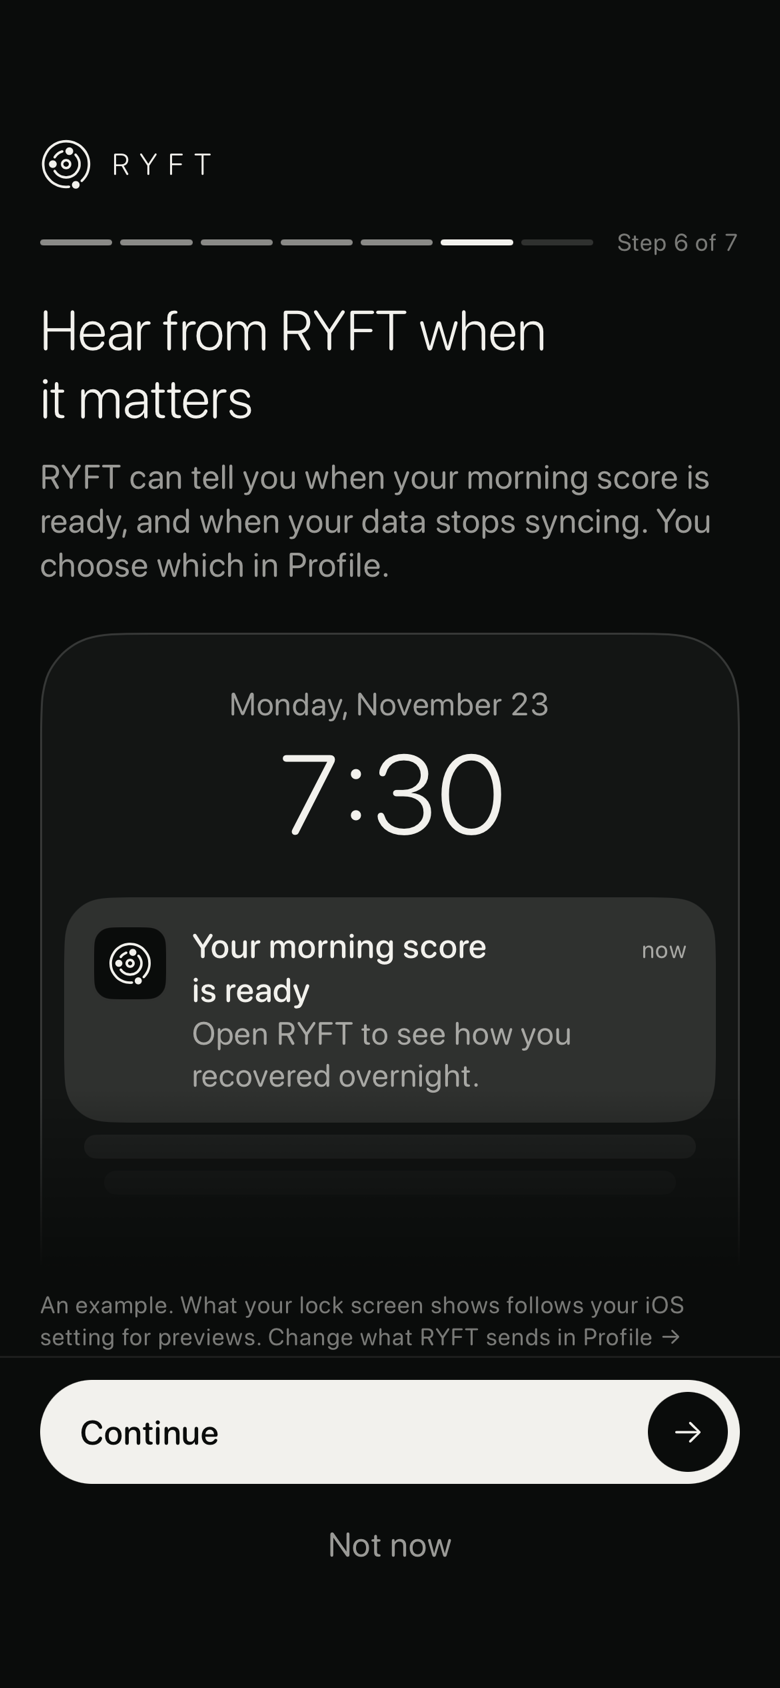 RYFT
Step 6 of 7
Hear from RYFT when
it matters
RYFT can tell you when your morning score is
ready, and when your data stops syncing. You
choose which in Profile.
Monday, November 23
7:30
Your morning score
is ready
now
Open RYFT to see how you
recovered overnight.
An example. What your lock screen shows follows your iOS
setting for previews. Change what RYFT sends in Profile →
Continue
Not now